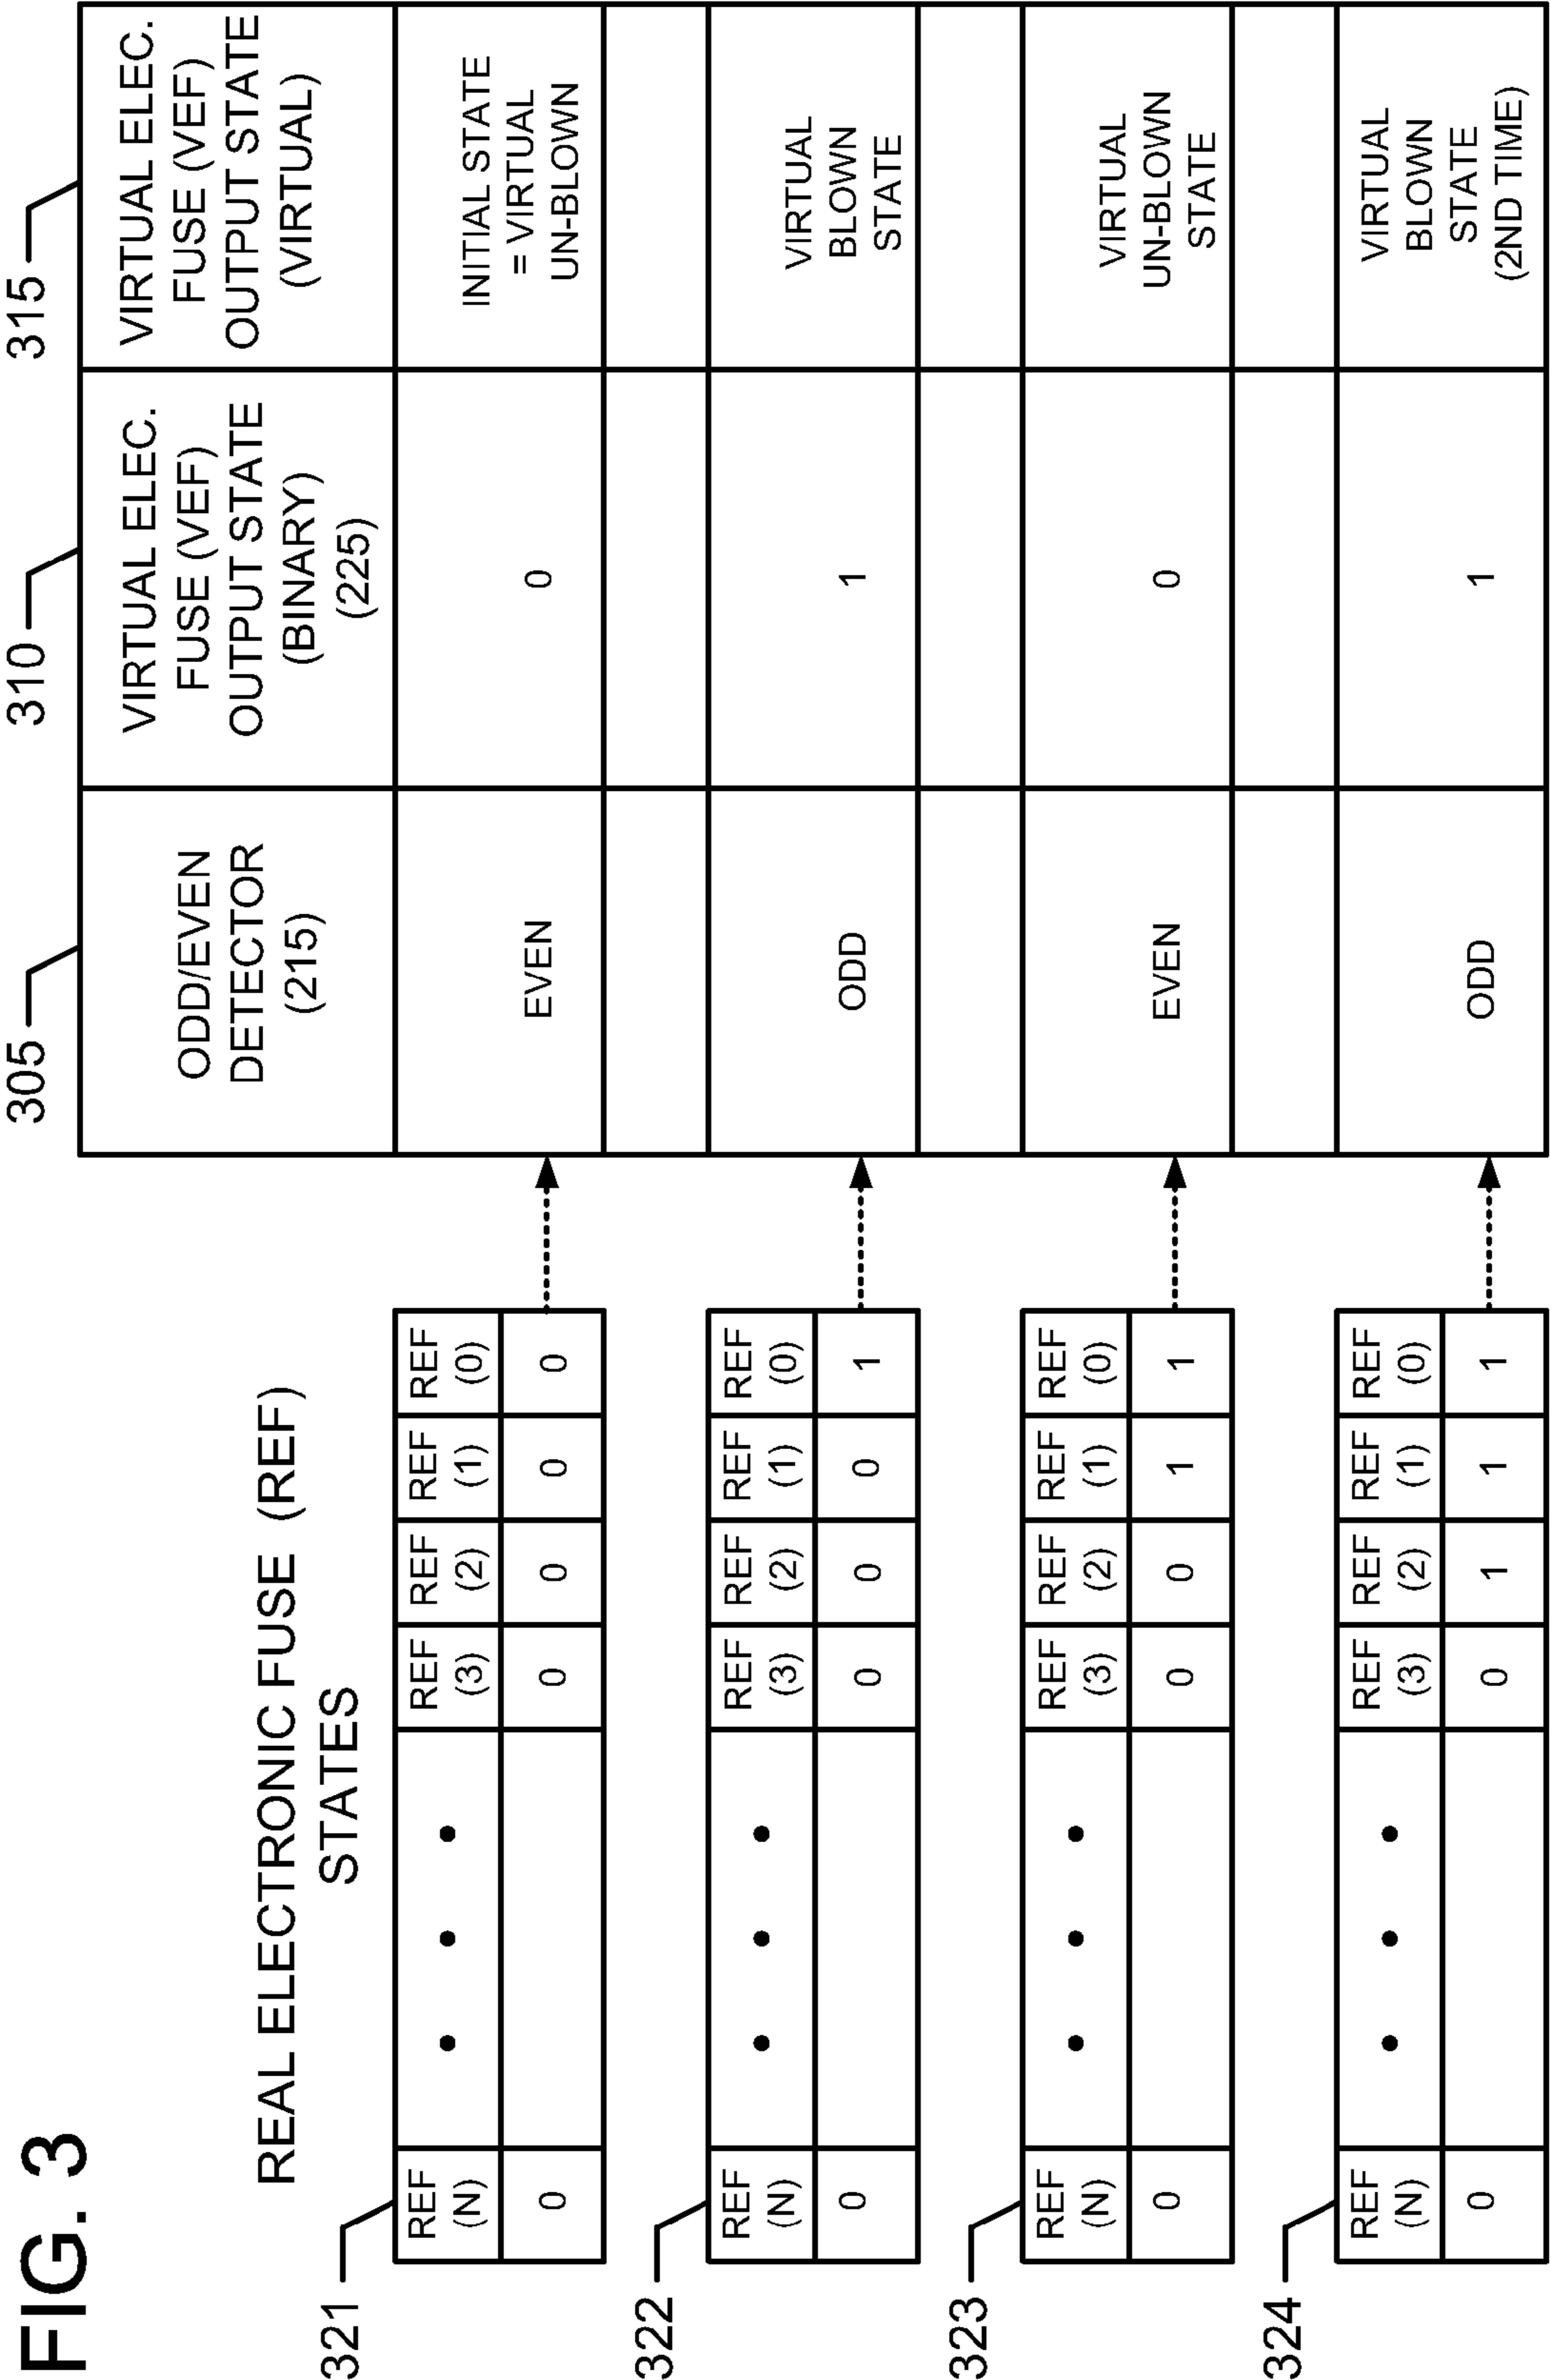 FIG. 3
REAL ELECTRONIC FUSE (REF)
STATES
305
310
315
ODD/EVEN
DETECTOR
(215)
VIRTUAL ELEC.
FUSE (VEF)
OUTPUT STATE
(BINARY)
(225)
VIRTUAL ELEC.
FUSE (VEF)
OUTPUT STATE
(VIRTUAL)
321
REF
(N)
• • •
REF
(3)
REF
(2)
REF
(1)
REF
(0)
0
0
0
0
0
EVEN
0
INITIAL STATE
= VIRTUAL
UN-BLOWN
322
REF
(N)
• • •
REF
(3)
REF
(2)
REF
(1)
REF
(0)
0
0
0
0
1
ODD
1
VIRTUAL
BLOWN
STATE
323
REF
(N)
• • •
REF
(3)
REF
(2)
REF
(1)
REF
(0)
0
0
0
1
1
EVEN
0
VIRTUAL
UN-BLOWN
STATE
324
REF
(N)
• • •
REF
(3)
REF
(2)
REF
(1)
REF
(0)
0
0
1
1
1
ODD
1
VIRTUAL
BLOWN
STATE
(2ND TIME)